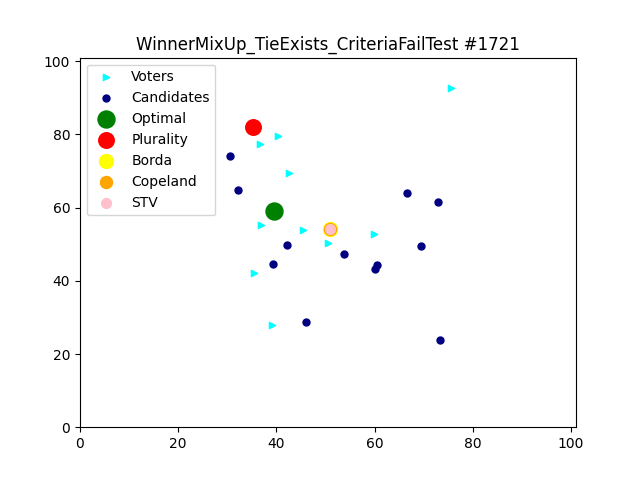 WinnerMixUp_TieExists_CriteriaFailTest #1721
100
80
60
40
20
0
Voters
Candidates
Optimal
Plurality
Borda
Copeland
STV
0 20 40 60 80 100